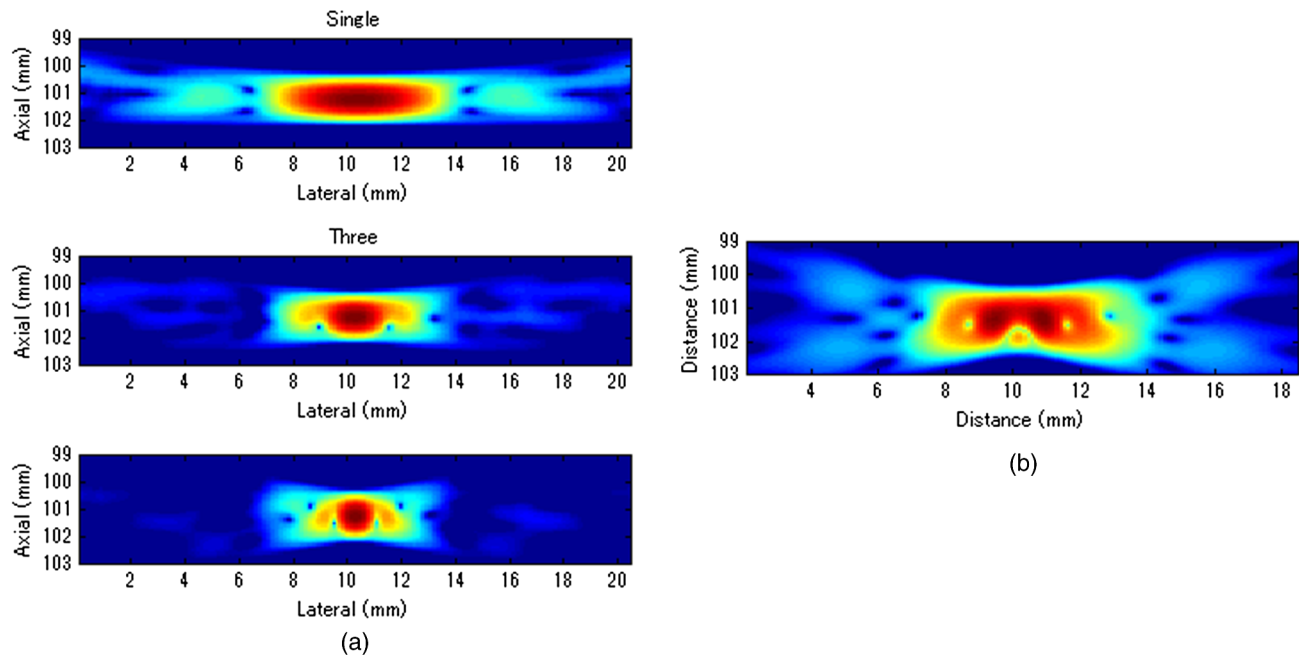 Single
99
100
101
102
103
Axial (mm)
2 4 6 8 10 12 14 16 18 20
Lateral (mm)
Three
99
100
101
102
103
Axial (mm)
2 4 6 8 10 12 14 16 18 20
Lateral (mm)
99
100
101
102
103
Axial (mm)
2 4 6 8 10 12 14 16 18 20
Lateral (mm)
(a)
99
100
101
102
103
Distance (mm)
4 6 8 10 12 14 16 18
Distance (mm)
(b)